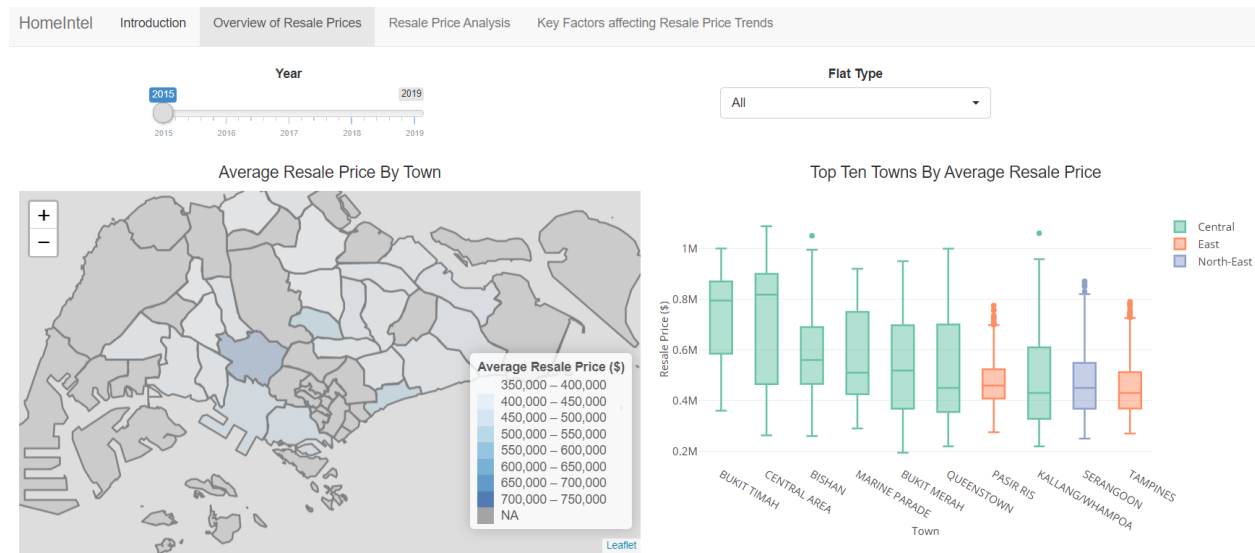 HomeIntel Introduction Overview of Resale Prices Resale Price Analysis Key Factors affecting Resale Price Trends
Year
2015 2019
2015 2016 2017 2018 2019
Flat Type
All
Average Resale Price By Town
+
−
Average Resale Price ($)
350,000 – 400,000
400,000 – 450,000
450,000 – 500,000
500,000 – 550,000
550,000 – 600,000
600,000 – 650,000
650,000 – 700,000
700,000 – 750,000
NA
Leaflet
Top Ten Towns By Average Resale Price
Resale Price ($)
1M
0.8M
0.6M
0.4M
0.2M
BUKIT TIMAH
CENTRAL AREA
BISHAN
MARINE PARADE
BUKIT MERAH
QUEENSTOWN
PASIR RIS
KALLANG/WHAMPOA
SERANGOON
TAMPINES
Town
Central
East
North-East